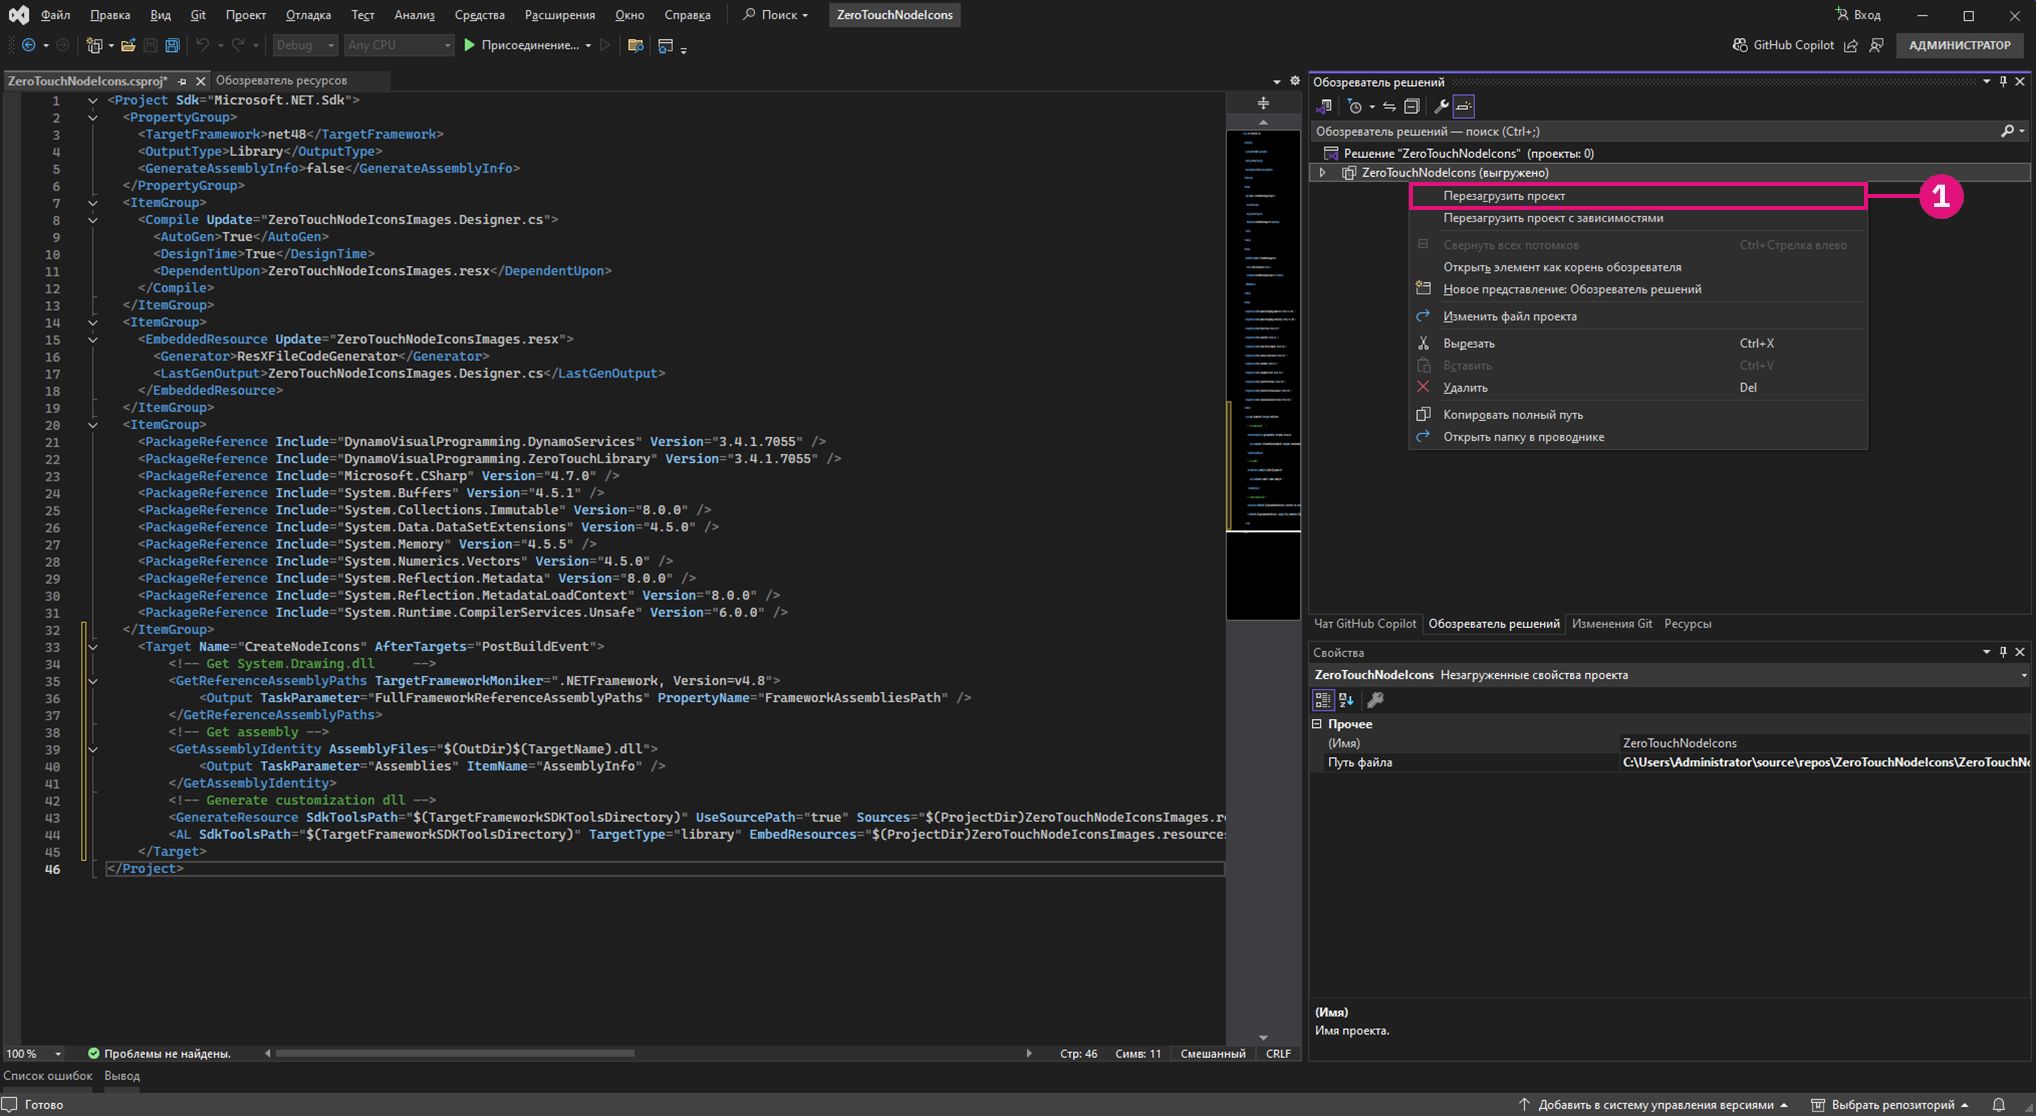 Файл Правка Вид Git Проект Отладка Тест Анализ Средства Расширения Окно Справка Поиск ZeroTouchNodeIcons Вход
Debug Any CPU Присоединение... GitHub Copilot АДМИНИСТРАТОР
ZeroTouchNodeIcons.csproj* Обозреватель ресурсов
1 <Project Sdk="Microsoft.NET.Sdk">
2 <PropertyGroup>
3 <TargetFramework>net48</TargetFramework>
4 <OutputType>Library</OutputType>
5 <GenerateAssemblyInfo>false</GenerateAssemblyInfo>
6 </PropertyGroup>
7 <ItemGroup>
8 <Compile Update="ZeroTouchNodeIconsImages.Designer.cs">
9 <AutoGen>True</AutoGen>
10 <DesignTime>True</DesignTime>
11 <DependentUpon>ZeroTouchNodeIconsImages.resx</DependentUpon>
12 </Compile>
13 </ItemGroup>
14 <ItemGroup>
15 <EmbeddedResource Update="ZeroTouchNodeIconsImages.resx">
16 <Generator>ResXFileCodeGenerator</Generator>
17 <LastGenOutput>ZeroTouchNodeIconsImages.Designer.cs</LastGenOutput>
18 </EmbeddedResource>
19 </ItemGroup>
20 <ItemGroup>
21 <PackageReference Include="DynamoVisualProgramming.DynamoServices" Version="3.4.1.7055" />
22 <PackageReference Include="DynamoVisualProgramming.ZeroTouchLibrary" Version="3.4.1.7055" />
23 <PackageReference Include="Microsoft.CSharp" Version="4.7.0" />
24 <PackageReference Include="System.Buffers" Version="4.5.1" />
25 <PackageReference Include="System.Collections.Immutable" Version="8.0.0" />
26 <PackageReference Include="System.Data.DataSetExtensions" Version="4.5.0" />
27 <PackageReference Include="System.Memory" Version="4.5.5" />
28 <PackageReference Include="System.Numerics.Vectors" Version="4.5.0" />
29 <PackageReference Include="System.Reflection.Metadata" Version="8.0.0" />
30 <PackageReference Include="System.Reflection.MetadataLoadContext" Version="8.0.0" />
31 <PackageReference Include="System.Runtime.CompilerServices.Unsafe" Version="6.0.0" />
32 </ItemGroup>
33 <Target Name="CreateNodeIcons" AfterTargets="PostBuildEvent">
34 <!-- Get System.Drawing.dll -->
35 <GetReferenceAssemblyPaths TargetFrameworkMoniker=".NETFramework, Version=v4.8">
36 <Output TaskParameter="FullFrameworkReferenceAssemblyPaths" PropertyName="FrameworkAssembliesPath" />
37 </GetReferenceAssemblyPaths>
38 <!-- Get assembly -->
39 <GetAssemblyIdentity AssemblyFiles="$(OutDir)$(TargetName).dll">
40 <Output TaskParameter="Assemblies" ItemName="AssemblyInfo" />
41 </GetAssemblyIdentity>
42 <!-- Generate customization dll -->
43 <GenerateResource SdkToolsPath="$(TargetFrameworkSDKToolsDirectory)" UseSourcePath="true" Sources="$(ProjectDir)ZeroTouchNodeIconsImages.re
44 <AL SdkToolsPath="$(TargetFrameworkSDKToolsDirectory)" TargetType="library" EmbedResources="$(ProjectDir)ZeroTouchNodeIconsImages.resources
45 </Target>
46 </Project>
100 % Проблемы не найдены. Стр: 46 Симв: 11 Смешанный CRLF
Список ошибок Вывод
Обозреватель решений
Обозреватель решений — поиск (Ctrl+;)
Решение "ZeroTouchNodeIcons" (проекты: 0)
ZeroTouchNodeIcons (выгружено)
Перезагрузить проект
1
Перезагрузить проект с зависимостями
Свернуть всех потомков Ctrl+Стрелка влево
Открыть элемент как корень обозревателя
Новое представление: Обозреватель решений
Изменить файл проекта
Вырезать Ctrl+X
Вставить Ctrl+V
Удалить Del
Копировать полный путь
Открыть папку в проводнике
Чат GitHub Copilot Обозреватель решений Изменения Git Ресурсы
Свойства
ZeroTouchNodeIcons Незагруженные свойства проекта
Прочее
(Имя) ZeroTouchNodeIcons
Путь файла C:\Users\Administrator\source\repos\ZeroTouchNodeIcons\ZeroTouchNo
(Имя)
Имя проекта.
Готово Добавить в систему управления версиями Выбрать репозиторий